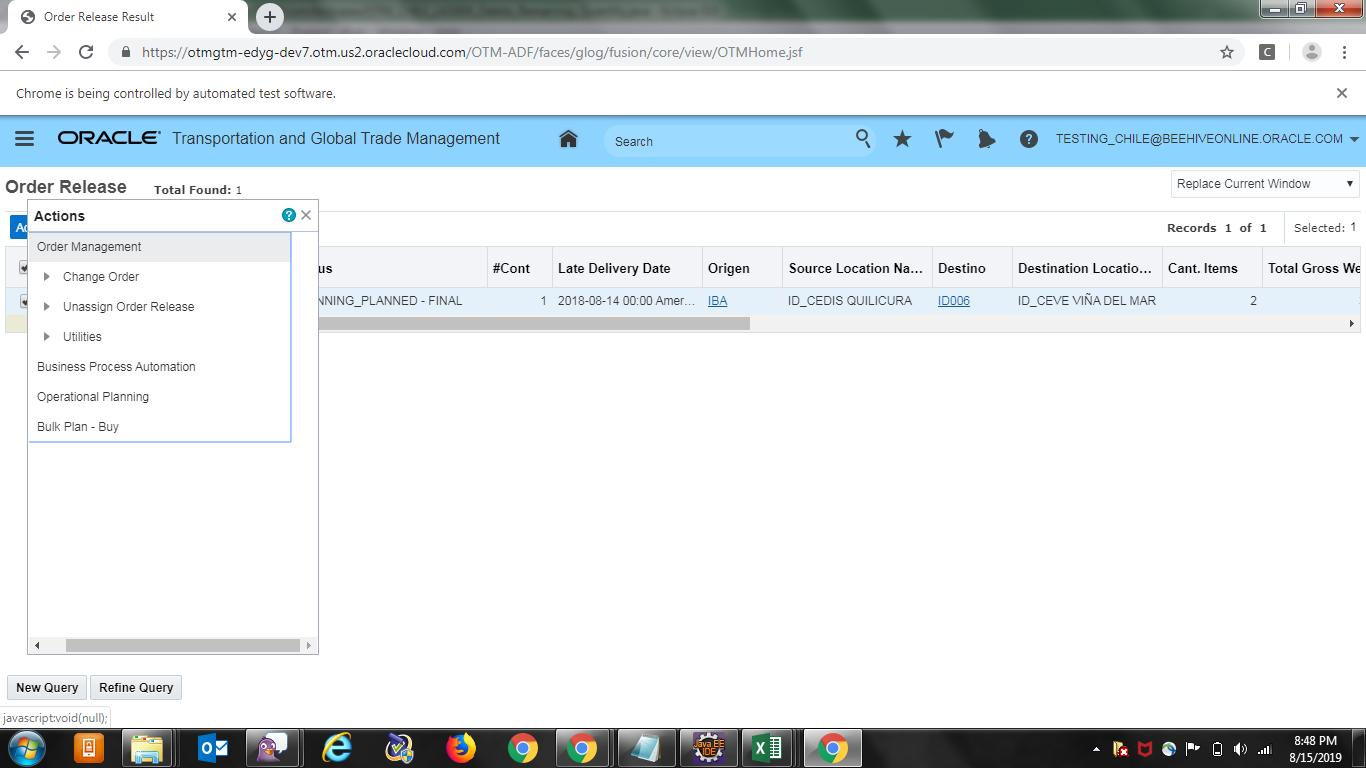 Order Release Result
https://otmgtm-edyg-dev7.otm.us2.oraclecloud.com/OTM-ADF/faces/glog/fusion/core/view/OTMHome.jsf
C
Chrome is being controlled by automated test software.
ORACLE Transportation and Global Trade Management
Search
TESTING_CHILE@BEEHIVEONLINE.ORACLE.COM
Order Release Total Found: 1
Replace Current Window
Records 1 of 1 Selected: 1
Actions
#Cont Late Delivery Date Origen Source Location Na... Destino Destination Locatio... Cant. Items Total Gross We
NNING_PLANNED - FINAL 1 2018-08-14 00:00 Amer... IBA ID_CEDIS QUILICURA ID006 ID_CEVE VIÑA DEL MAR 2
Order Management
Change Order
Unassign Order Release
Utilities
Business Process Automation
Operational Planning
Bulk Plan - Buy
New Query Refine Query
javascript:void(null);
Java EE
IDE
8:48 PM
8/15/2019